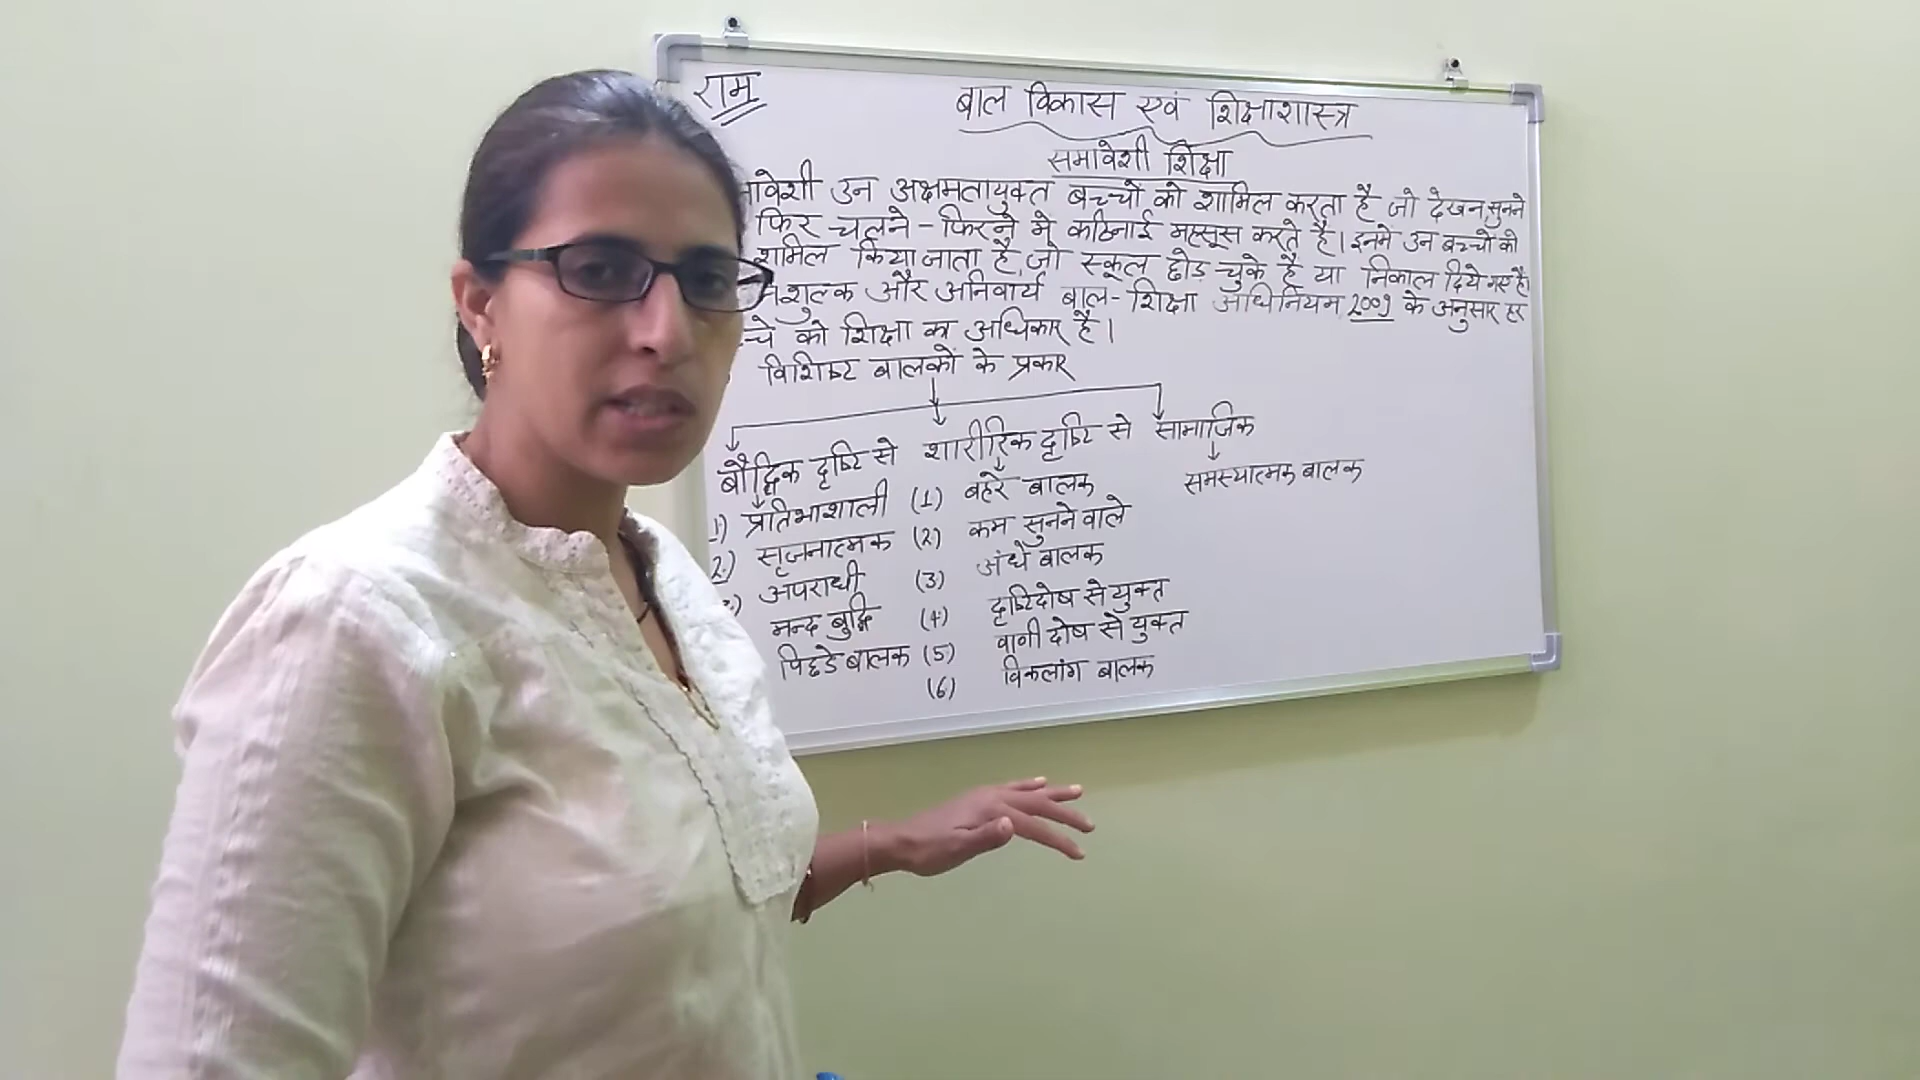 राम
बाल विकास एवं शिक्षाशास्त्र
समावेशी शिक्षा
उन अक्षमतायुक्त बच्चों को शामिल करता है जो देखने, सुनने
फिर चलने-फिरने मे कठिनाई महसूस करते है। इनमे उन बच्चो को
शामिल किया जाता है, जो स्कूल छोड़ चुके है या निकाल दिये गए है।
और अनिवार्य बाल-शिक्षा अधिनियम 2009 के अनुसार हर
को शिक्षा का अधिकार है।
विशिष्ट बालकों के प्रकार
बौद्धिक दृष्टि से शारीरिक दृष्टि से सामाजिक
1) प्रतिभाशाली (1) बहरे बालक समस्यात्मक बालक
2.) सृजनात्मक (2) कम सुनने वाले
अपराधी (3) अंधे बालक
मन्द बुद्धि (4) दृष्टिदोष से युक्त
पिछडे बालक (5) वाणी दोष से युक्त
(6) विकलांग बालक